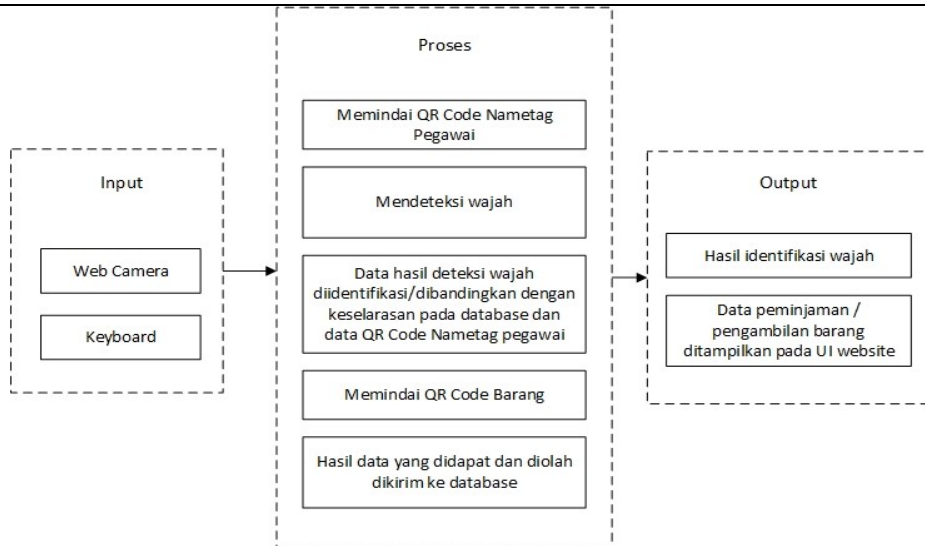 Input
Web Camera
Keyboard
Proses
Memindai QR Code Nametag
Pegawai
Mendeteksi wajah
Data hasil deteksi wajah
diidentifikasi/dibandingkan dengan
keselarasan pada database dan
data QR Code Nametag pegawai
Memindai QR Code Barang
Hasil data yang didapat dan diolah
dikirim ke database
Output
Hasil identifikasi wajah
Data peminjaman /
pengambilan barang
ditampilkan pada UI website